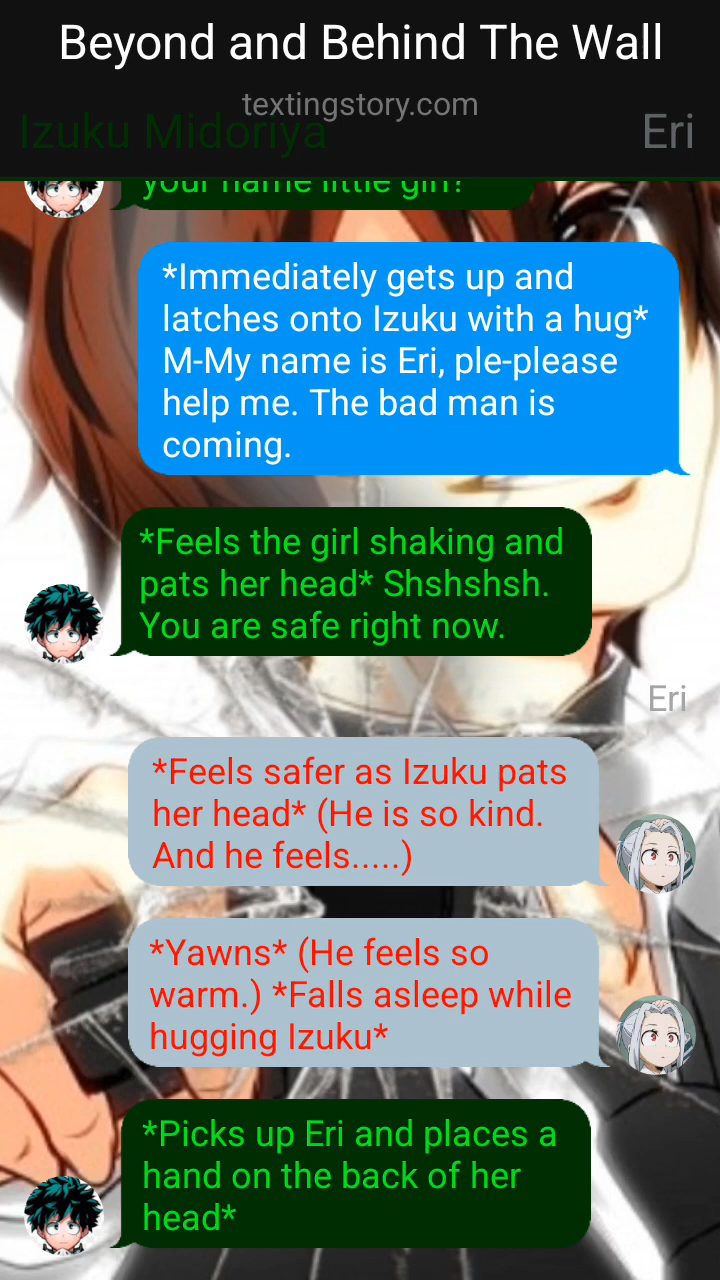 Beyond and Behind The Wall
textingstory.com
Izuku Midoriya
Eri
your name little girl?
*Immediately gets up and
latches onto Izuku with a hug*
M-My name is Eri, ple-please
help me. The bad man is
coming.
*Feels the girl shaking and
pats her head* Shshshsh.
You are safe right now.
Eri
*Feels safer as Izuku pats
her head* (He is so kind.
And he feels.....)
*Yawns* (He feels so
warm.) *Falls asleep while
hugging Izuku*
*Picks up Eri and places a
hand on the back of her
head*